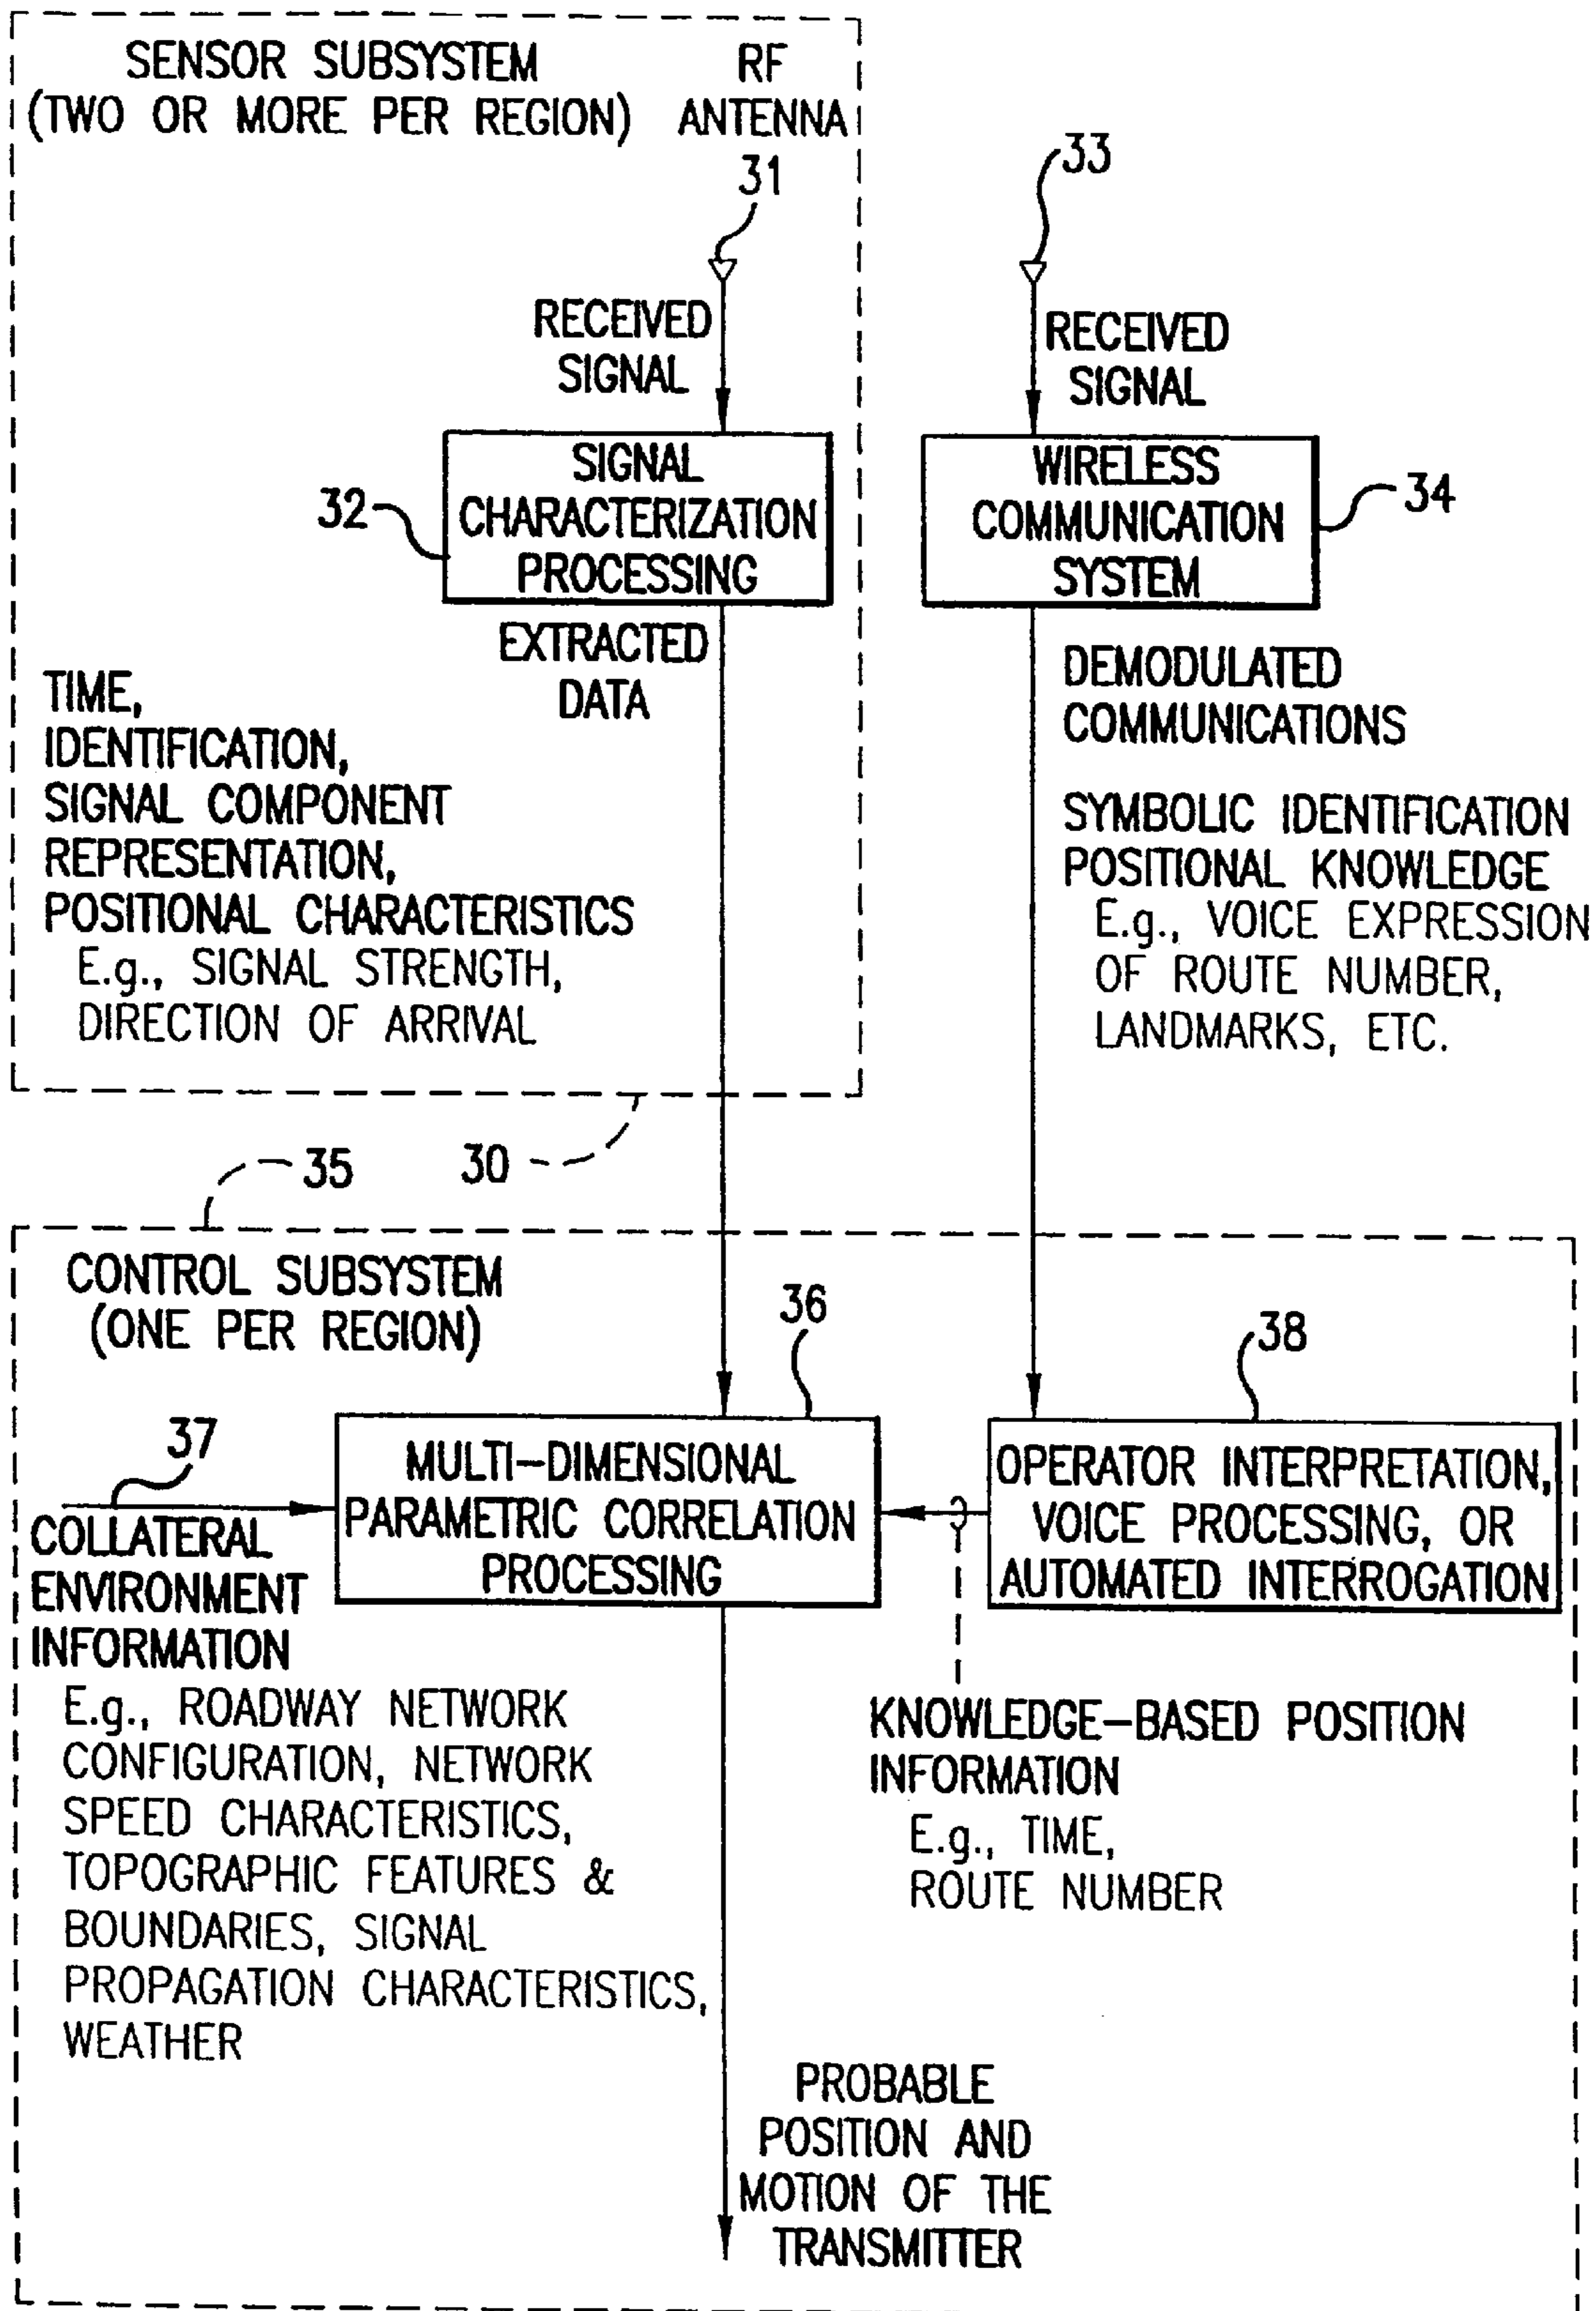 SENSOR SUBSYSTEM
(TWO OR MORE PER REGION)
RF
ANTENNA
31
33
RECEIVED
SIGNAL
RECEIVED
SIGNAL
SIGNAL
CHARACTERIZATION
PROCESSING
32
WIRELESS
COMMUNICATION
SYSTEM
34
EXTRACTED
DATA
TIME,
IDENTIFICATION,
SIGNAL COMPONENT
REPRESENTATION,
POSITIONAL CHARACTERISTICS
E.g., SIGNAL STRENGTH,
DIRECTION OF ARRIVAL
DEMODULATED
COMMUNICATIONS
SYMBOLIC IDENTIFICATION
POSITIONAL KNOWLEDGE
E.g., VOICE EXPRESSION
OF ROUTE NUMBER,
LANDMARKS, ETC.
35
30
CONTROL SUBSYSTEM
(ONE PER REGION)
36
38
37
MULTI-DIMENSIONAL
PARAMETRIC CORRELATION
PROCESSING
OPERATOR INTERPRETATION,
VOICE PROCESSING, OR
AUTOMATED INTERROGATION
COLLATERAL
ENVIRONMENT
INFORMATION
E.g., ROADWAY NETWORK
CONFIGURATION, NETWORK
SPEED CHARACTERISTICS,
TOPOGRAPHIC FEATURES &
BOUNDARIES, SIGNAL
PROPAGATION CHARACTERISTICS,
WEATHER
KNOWLEDGE-BASED POSITION
INFORMATION
E.g., TIME,
ROUTE NUMBER
PROBABLE
POSITION AND
MOTION OF THE
TRANSMITTER